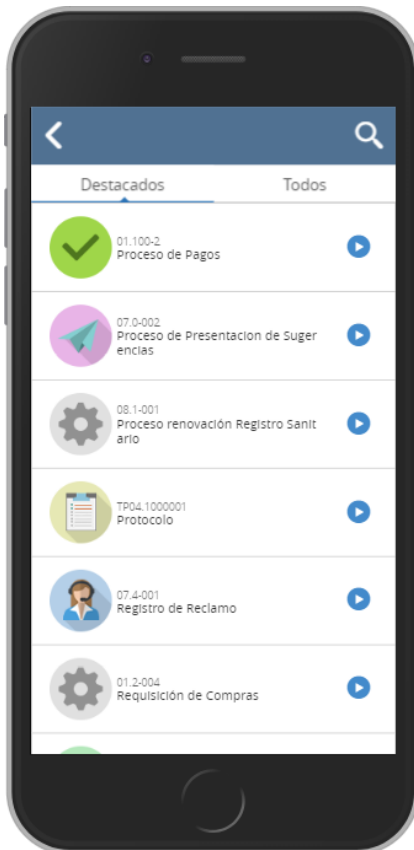 Destacados
Todos
01.100-2
Proceso de Pagos
07.0-002
Proceso de Presentacion de Suger
encias
08.1-001
Proceso renovación Registro Sanit
ario
TP04.1000001
Protocolo
07.4-001
Registro de Reclamo
01.2-004
Requisición de Compras